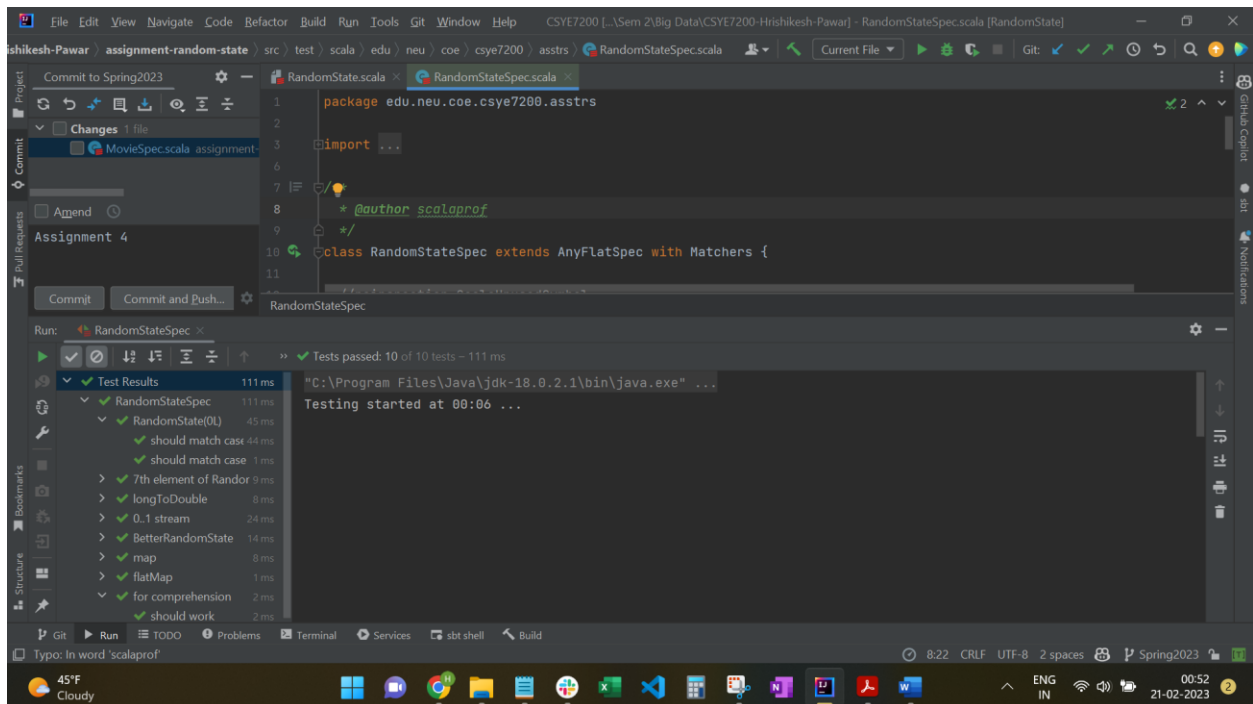 File Edit View Navigate Code Refactor Build Run Tools Git Window Help CSYE7200 [...\Sem 2\Big Data\CSYE7200-Hrishikesh-Pawar] - RandomStateSpec.scala [RandomState]
ishikesh-Pawar assignment-random-state src test scala edu neu coe csye7200 asstrs RandomStateSpec.scala Current File Git:
Project
Commit to Spring2023
RandomState.scala RandomStateSpec.scala
1 package edu.neu.coe.csye7200.asstrs
2
2
Changes 1 file
3 import ...
MovieSpec.scala assignment-
6
7 /**
Commit
8 * @author scalaprof
Amend
9 */
Assignment 4
10 class RandomStateSpec extends AnyFlatSpec with Matchers {
11
Pull Requests
Commit Commit and Push...
RandomStateSpec
GitHub Copilot
sbt
Notifications
Run: RandomStateSpec
Tests passed: 10 of 10 tests – 111 ms
Test Results 111 ms
"C:\Program Files\Java\jdk-18.0.2.1\bin\java.exe" ...
RandomStateSpec 111 ms
Testing started at 00:06 ...
RandomState(0L) 45 ms
should match case 44 ms
should match case 1 ms
7th element of Randor 9 ms
longToDouble 8 ms
0..1 stream 24 ms
BetterRandomState 14 ms
map 8 ms
flatMap 1 ms
for comprehension 2 ms
should work 2 ms
Bookmarks
Structure
Git Run TODO Problems Terminal Services sbt shell Build
Typo: In word 'scalaprof' 8:22 CRLF UTF-8 2 spaces Spring2023
45°F
Cloudy
ENG
IN
00:52
21-02-2023
2